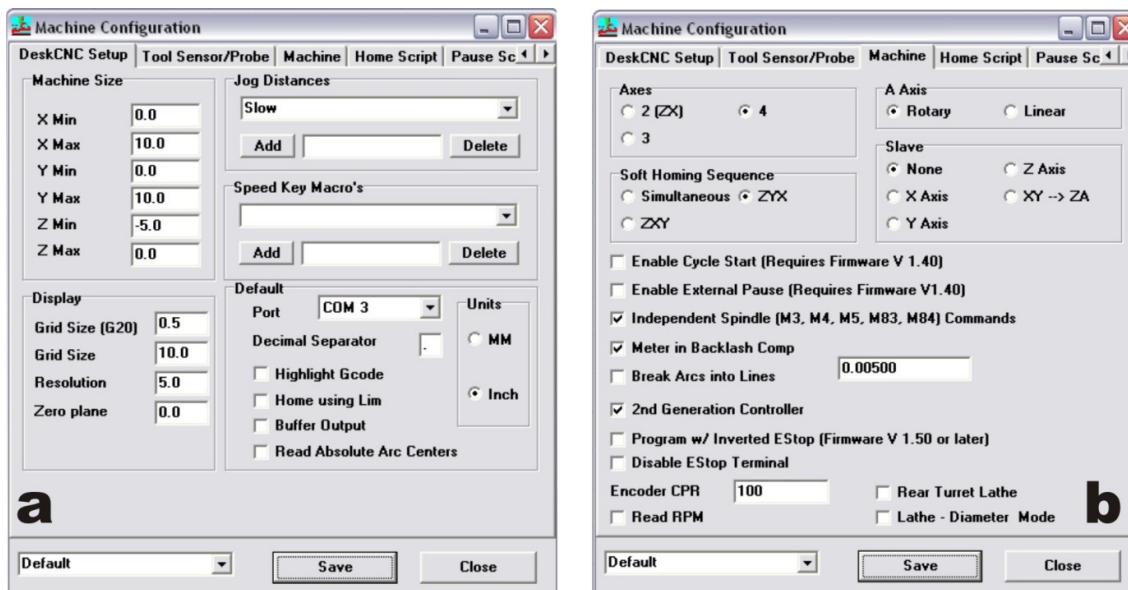 Machine Configuration
DeskCNC Setup Tool Sensor/Probe Machine Home Script Pause Sc
Machine Size
X Min 0.0
X Max 10.0
Y Min 0.0
Y Max 10.0
Z Min -5.0
Z Max 0.0
Jog Distances
Slow
Add Delete
Speed Key Macro's
Add Delete
Display
Grid Size (G20) 0.5
Grid Size 10.0
Resolution 5.0
Zero plane 0.0
Default
Port COM 3
Decimal Separator .
Highlight Gcode
Home using Lim
Buffer Output
Read Absolute Arc Centers
Units
MM
Inch
a
Default Save Close
Machine Configuration
DeskCNC Setup Tool Sensor/Probe Machine Home Script Pause Sc
Axes
2 (ZX) 4
3
A Axis
Rotary Linear
Soft Homing Sequence
Simultaneous ZYX
ZXY
Slave
None Z Axis
X Axis XY --> ZA
Y Axis
Enable Cycle Start (Requires Firmware V 1.40)
Enable External Pause (Requires Firmware V1.40)
Independent Spindle (M3, M4, M5, M83, M84) Commands
Meter in Backlash Comp
Break Arcs into Lines 0.00500
2nd Generation Controller
Program w/ Inverted EStop (Firmware V 1.50 or later)
Disable EStop Terminal
Encoder CPR 100 Rear Turret Lathe
Read RPM Lathe - Diameter Mode
b
Default Save Close